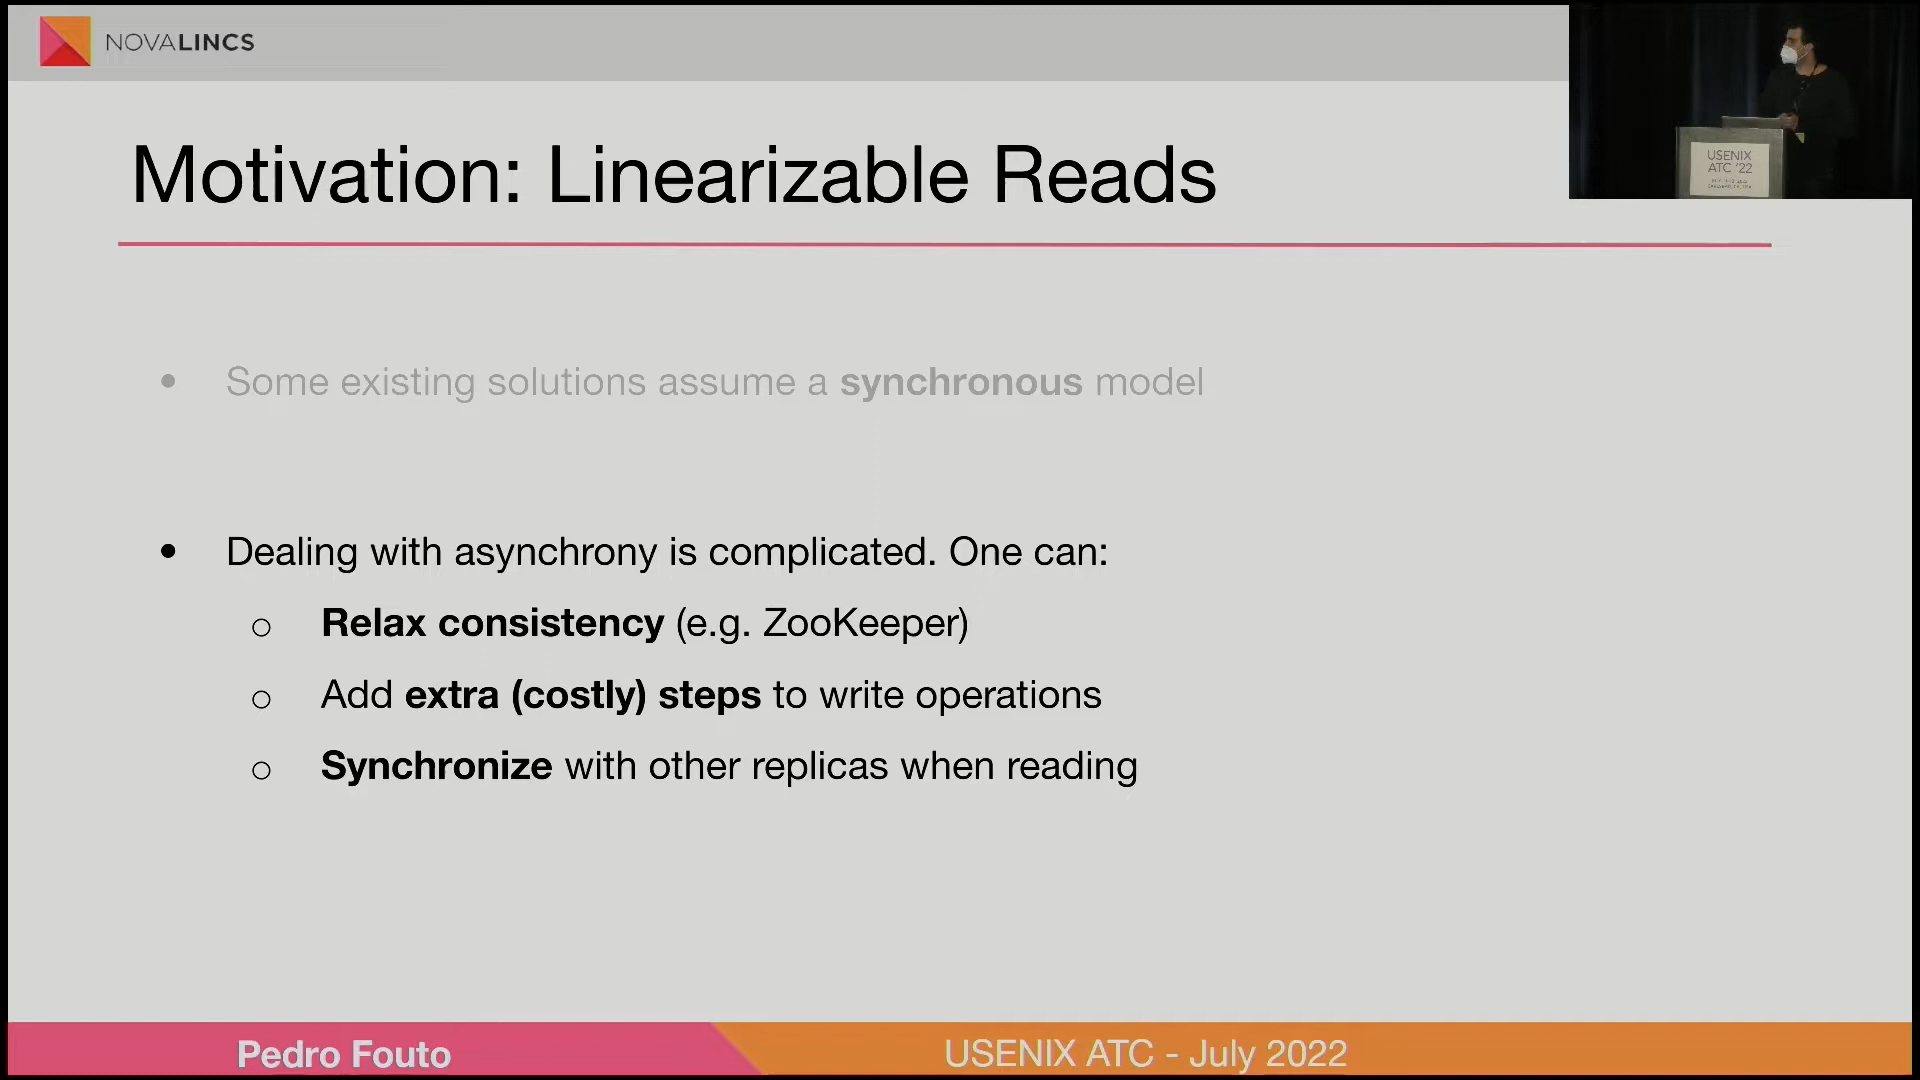 NOVALINCS
USENIX
ATC '22
Motivation: Linearizable Reads
• Some existing solutions assume a synchronous model
• Dealing with asynchrony is complicated. One can:
○ Relax consistency (e.g. ZooKeeper)
○ Add extra (costly) steps to write operations
○ Synchronize with other replicas when reading
Pedro Fouto
USENIX ATC - July 2022